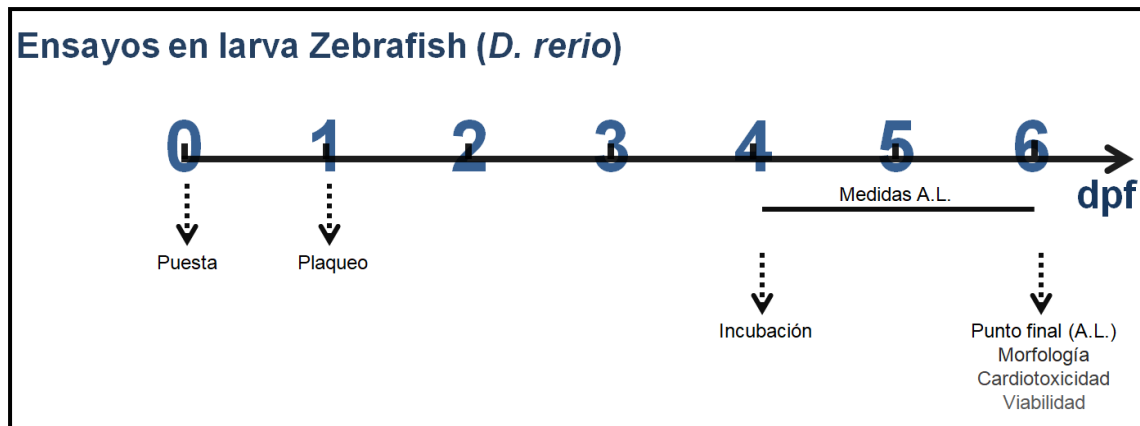 Ensayos en larva Zebrafish (D. rerio)
0 1 2 3 4 5 6
dpf
Medidas A.L.
Puesta Plaqueo
Incubación Punto final (A.L.)
Morfología
Cardiotoxicidad
Viabilidad